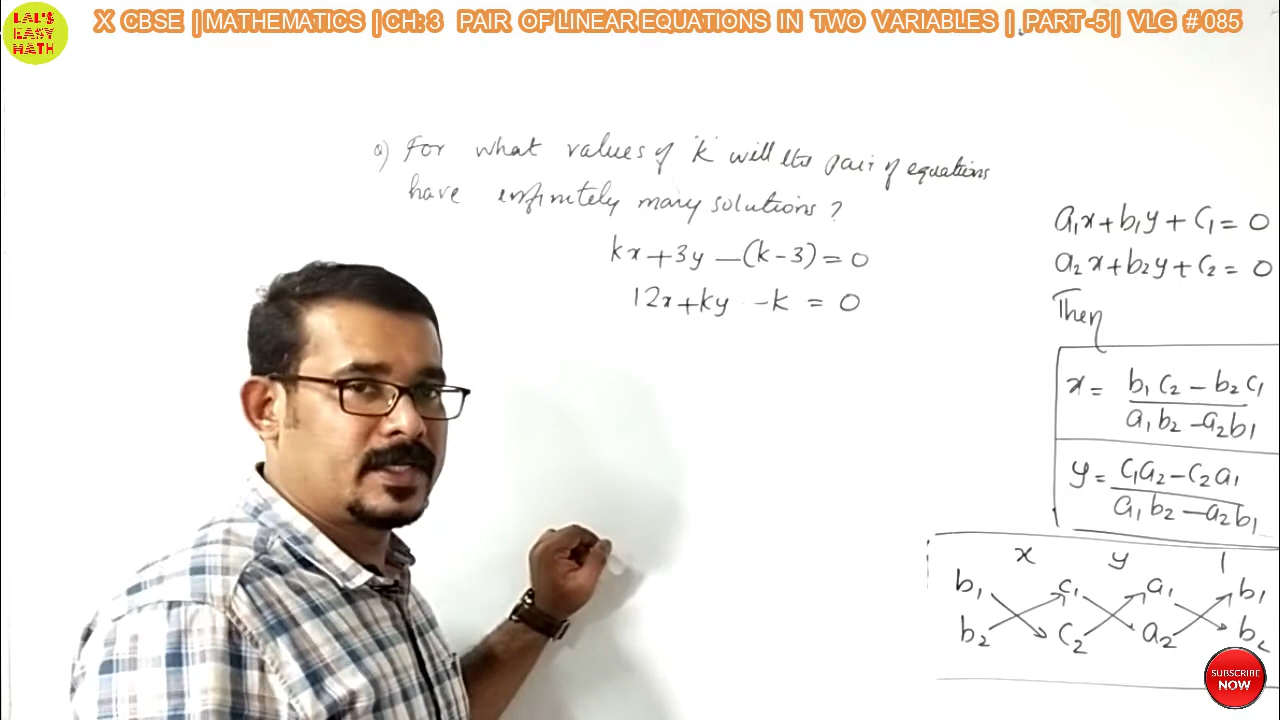 LAL'S
EASY
MATH
X CBSE | MATHEMATICS | CH: 3 PAIR OF LINEAR EQUATIONS IN TWO VARIABLES | PART -5 | VLG # 085
Q) For what values of 'k' will the pair of equations
have infinitely many solutions?
kx + 3y — (k - 3) = 0
12x + ky - k = 0
a₁x + b₁y + c₁ = 0
a₂x + b₂y + c₂ = 0
Then
x = b₁c₂ - b₂c₁ / a₁b₂ - a₂b₁
y = c₁a₂ - c₂a₁ / a₁b₂ - a₂b₁
x y 1
b₁ c₁ a₁ b₁
b₂ c₂ a₂ b₂
SUBSCRIBE
NOW